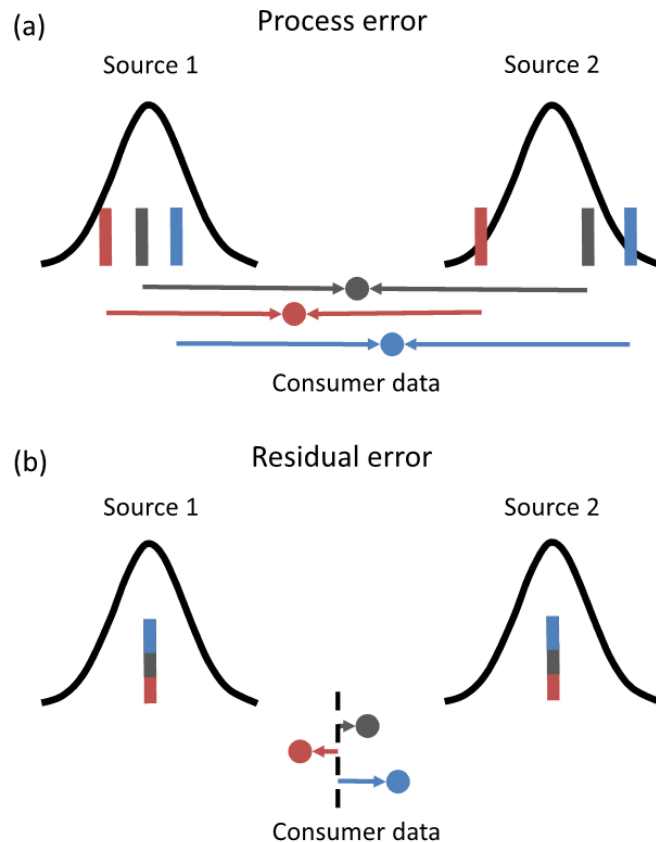 (a)
Process error
Source 1
Source 2
Consumer data
(b)
Residual error
Source 1
Source 2
Consumer data